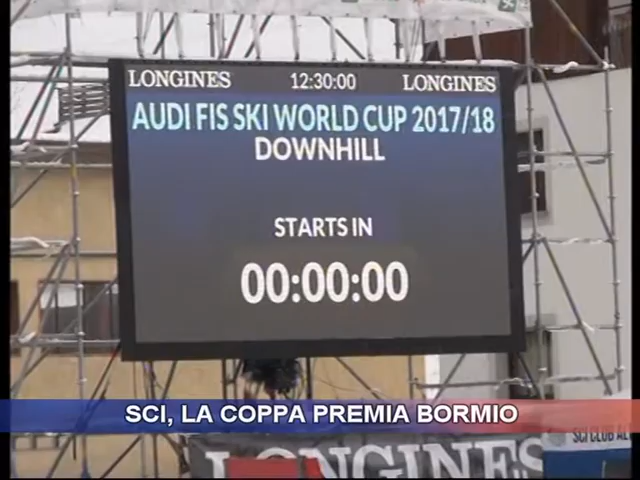 LONGINES 12:30:00 LONGINES
AUDI FIS SKI WORLD CUP 2017/18
DOWNHILL
STARTS IN
00:00:00
SCI, LA COPPA PREMIA BORMIO
SCI CLUB
LONGINES